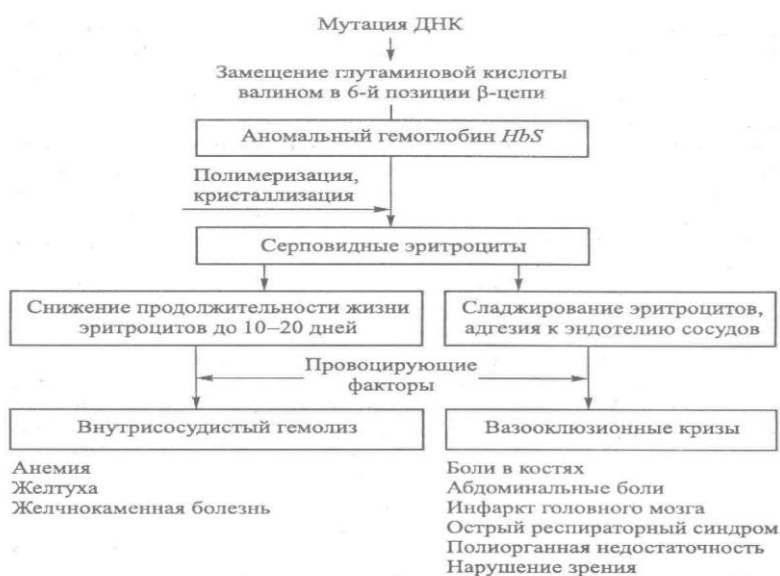 Мутация ДНК
Замещение глутаминовой кислоты
валином в 6-й позиции β-цепи
Аномальный гемоглобин HbS
Полимеризация,
кристаллизация
Серповидные эритроциты
Снижение продолжительности жизни
эритроцитов до 10–20 дней
Сладжирование эритроцитов,
адгезия к эндотелию сосудов
Провоцирующие
факторы
Внутрисосудистый гемолиз
Вазооклюзионные кризы
Анемия
Желтуха
Желчнокаменная болезнь
Боли в костях
Абдоминальные боли
Инфаркт головного мозга
Острый респираторный синдром
Полиорганная недостаточность
Нарушение зрения